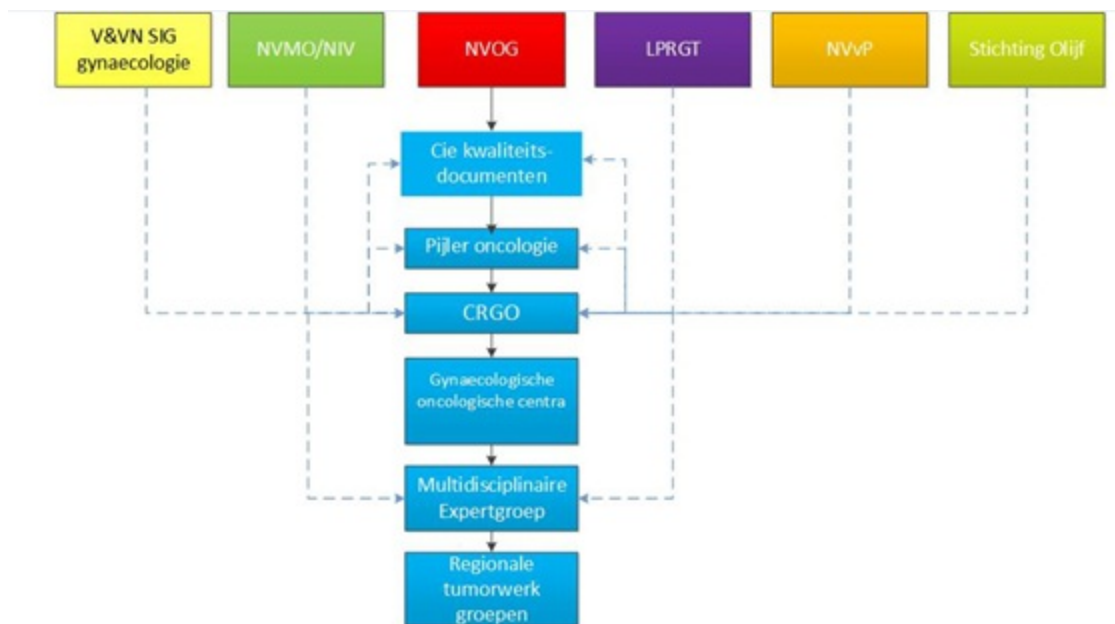 V&VN SIG
gynaecologie
NVMO/NIV
NVOG
LPRGT
NVvP
Stichting Olijf
Cie kwaliteits-
documenten
Pijler oncologie
CRGO
Gynaecologische
oncologische centra
Multidisciplinaire
Expertgroep
Regionale
tumorwerk
groepen